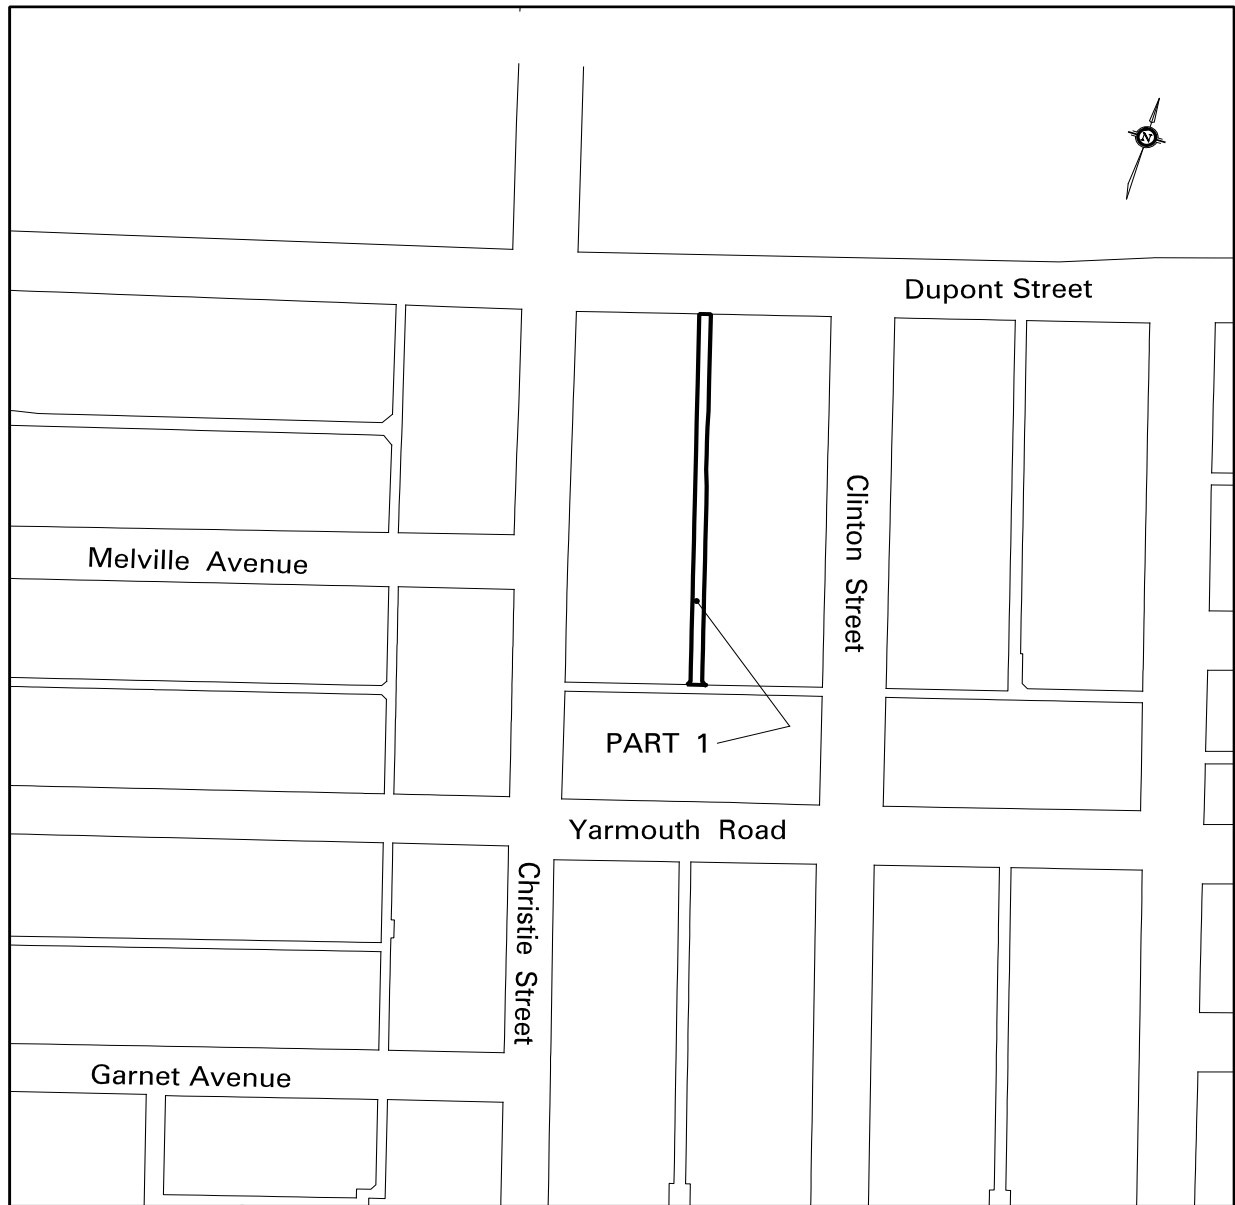 N
Dupont Street
Clinton Street
Melville Avenue
PART 1
Yarmouth Road
Christie Street
Garnet Avenue